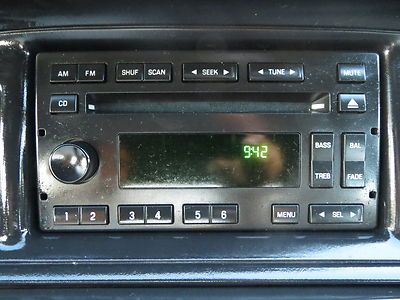 AM FM SHUF SCAN ◄ SEEK ► ◄ TUNE ► MUTE
CD
9:42 BASS BAL
TREB FADE
1 2 3 4 5 6 MENU ◄ SEL ►